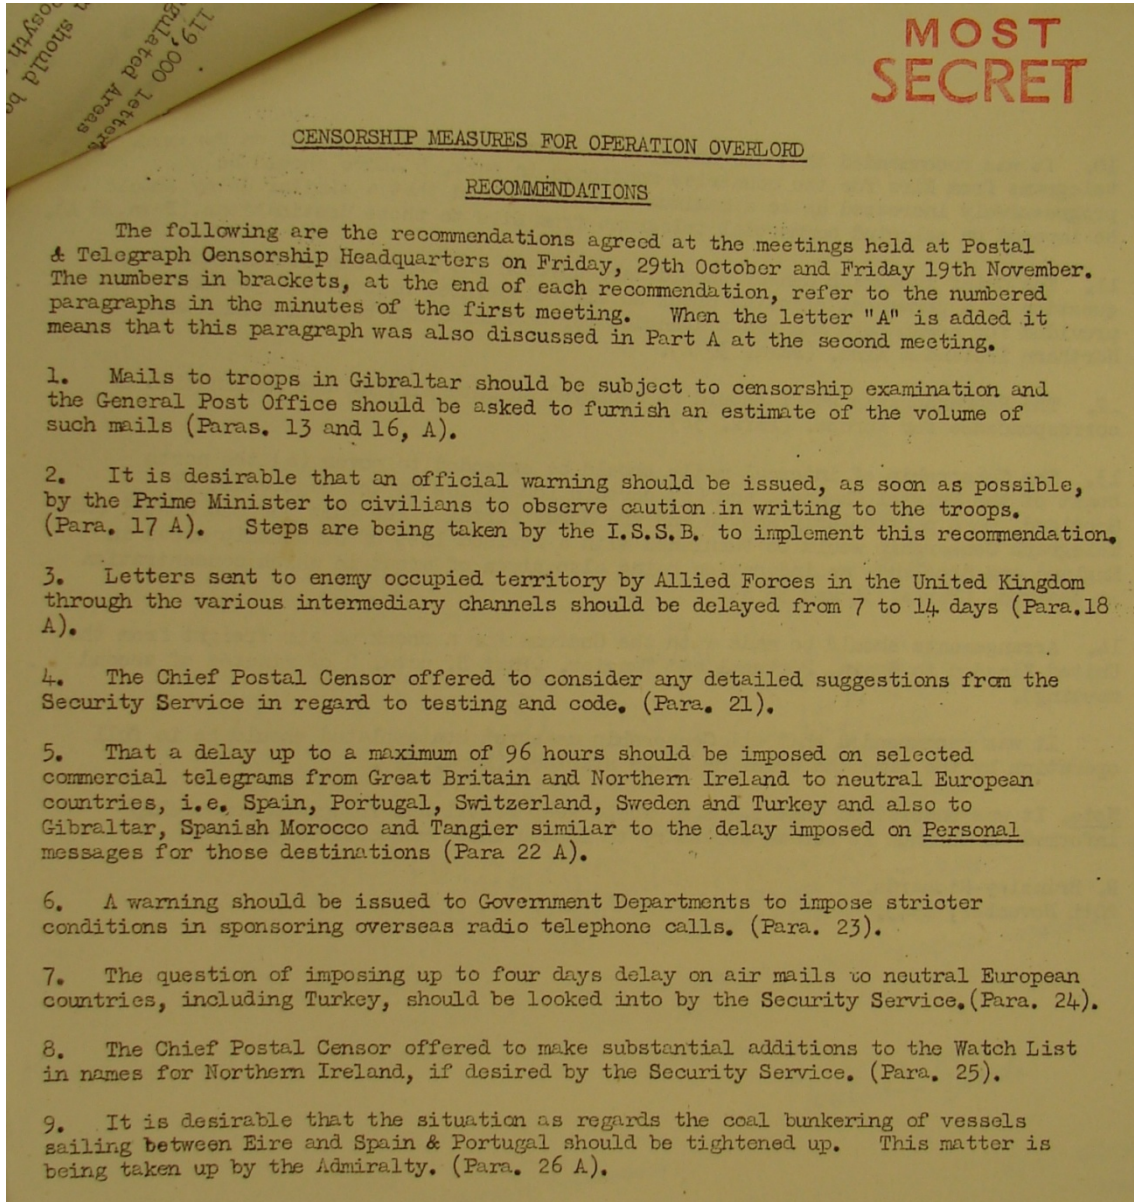 119,000 letters
gulated Areas
should be
osyth
MOST
SECRET
CENSORSHIP MEASURES FOR OPERATION OVERLORD
RECOMMENDATIONS
The following are the recommendations agreed at the meetings held at Postal
& Telegraph Censorship Headquarters on Friday, 29th October and Friday 19th November.
The numbers in brackets, at the end of each recommendation, refer to the numbered
paragraphs in the minutes of the first meeting. When the letter "A" is added it
means that this paragraph was also discussed in Part A at the second meeting.
1. Mails to troops in Gibraltar should be subject to censorship examination and
the General Post Office should be asked to furnish an estimate of the volume of
such mails (Paras. 13 and 16, A).
2. It is desirable that an official warning should be issued, as soon as possible,
by the Prime Minister to civilians to observe caution in writing to the troops.
(Para. 17 A). Steps are being taken by the I.S.S.B. to implement this recommendation.
3. Letters sent to enemy occupied territory by Allied Forces in the United Kingdom
through the various intermediary channels should be delayed from 7 to 14 days (Para.18
A).
4. The Chief Postal Censor offered to consider any detailed suggestions from the
Security Service in regard to testing and code. (Para. 21).
5. That a delay up to a maximum of 96 hours should be imposed on selected
commercial telegrams from Great Britain and Northern Ireland to neutral European
countries, i.e. Spain, Portugal, Switzerland, Sweden and Turkey and also to
Gibraltar, Spanish Morocco and Tangier similar to the delay imposed on Personal
messages for those destinations (Para 22 A).
6. A warning should be issued to Government Departments to impose stricter
conditions in sponsoring overseas radio telephone calls. (Para. 23).
7. The question of imposing up to four days delay on air mails to neutral European
countries, including Turkey, should be looked into by the Security Service.(Para. 24).
8. The Chief Postal Censor offered to make substantial additions to the Watch List
in names for Northern Ireland, if desired by the Security Service. (Para. 25).
9. It is desirable that the situation as regards the coal bunkering of vessels
sailing between Eire and Spain & Portugal should be tightened up. This matter is
being taken up by the Admiralty. (Para. 26 A).